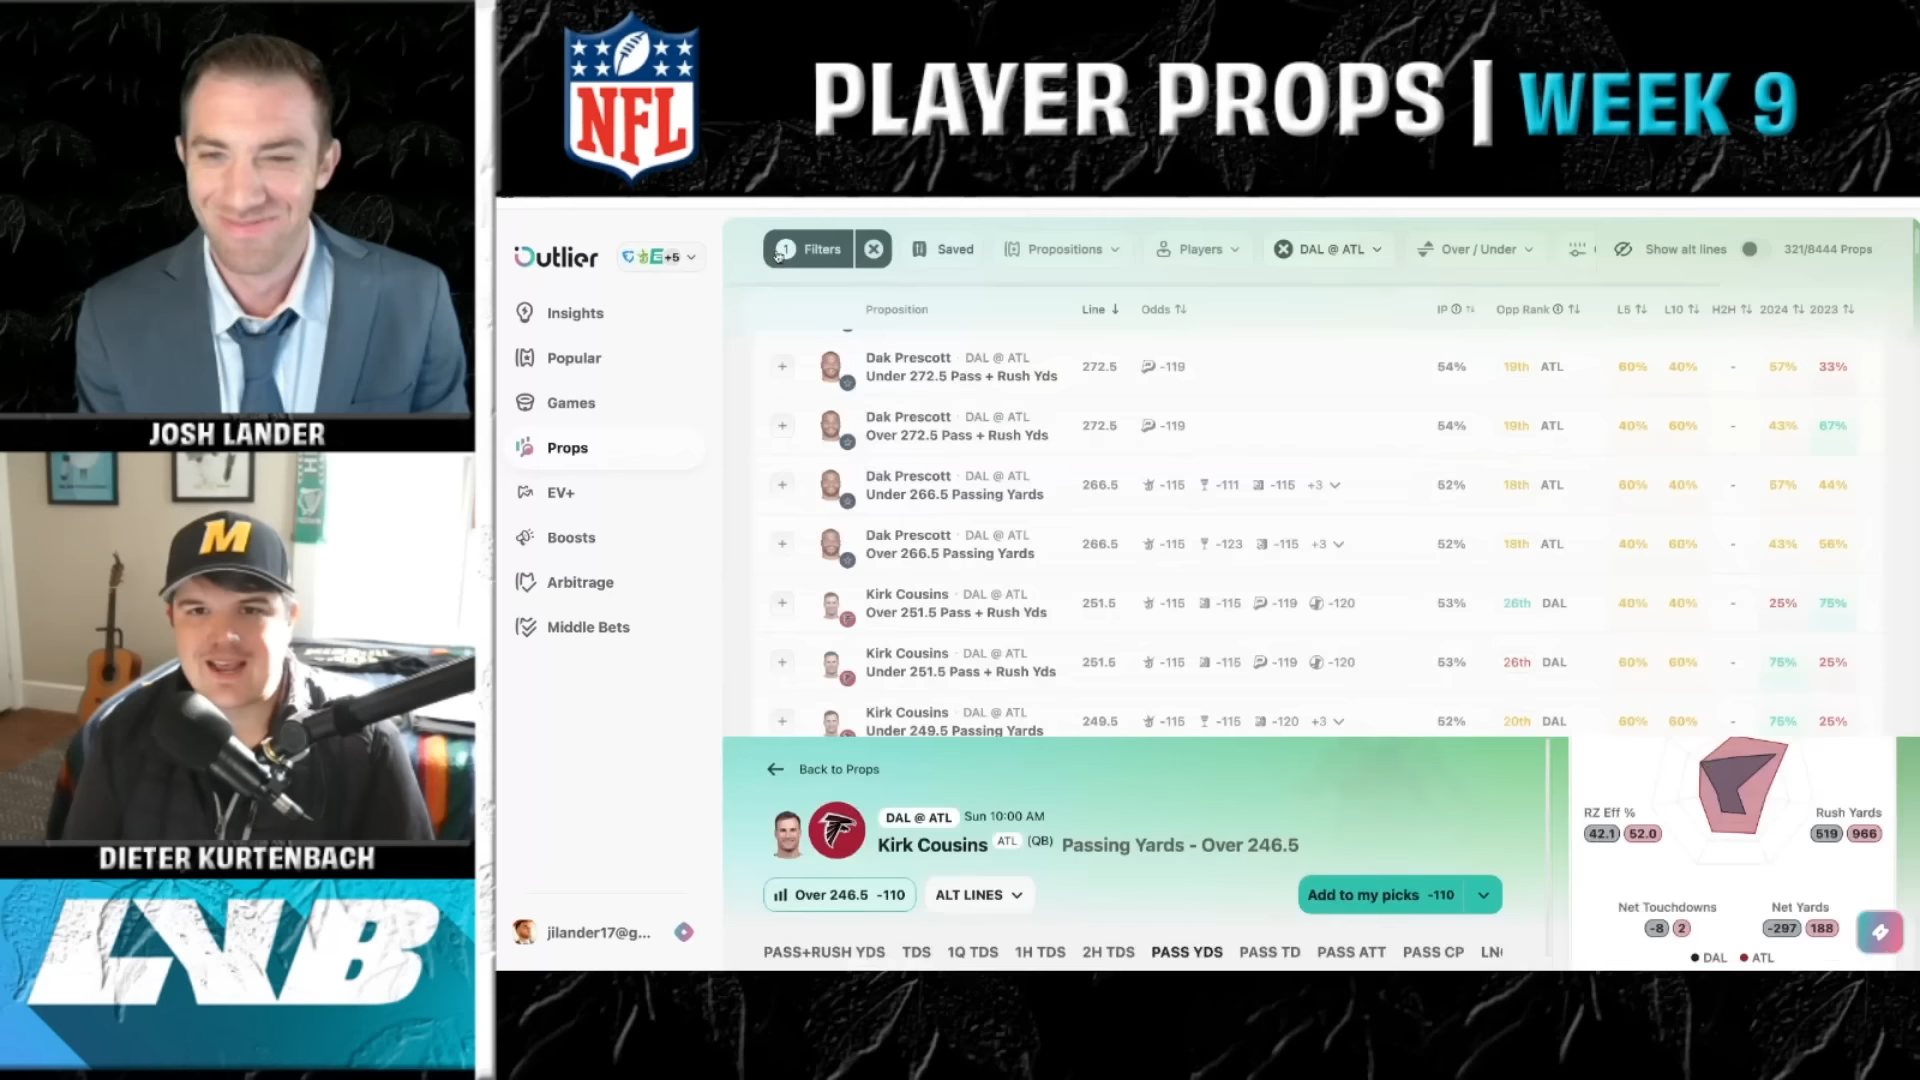 NFL
PLAYER PROPS | WEEK 9
JOSH LANDER
M
DIETER KURTENBACH
LVB
Outlier
+5
Insights
Popular
Games
Props
EV+
Boosts
Arbitrage
Middle Bets
jilander17@g...
1 Filters Saved Propositions Players DAL @ ATL Over / Under Show alt lines 321/8444 Props
Proposition Line Odds IP Opp Rank L5 L10 H2H 2024 2023
Dak Prescott · DAL @ ATL
Under 272.5 Pass + Rush Yds 272.5 -119 54% 19th ATL 60% 40% - 57% 33%
Dak Prescott · DAL @ ATL
Over 272.5 Pass + Rush Yds 272.5 -119 54% 19th ATL 40% 60% - 43% 67%
Dak Prescott · DAL @ ATL
Under 266.5 Passing Yards 266.5 -115 -111 -115 +3 52% 18th ATL 60% 40% - 57% 44%
Dak Prescott · DAL @ ATL
Over 266.5 Passing Yards 266.5 -115 -123 -115 +3 52% 18th ATL 40% 60% - 43% 56%
Kirk Cousins · DAL @ ATL
Over 251.5 Pass + Rush Yds 251.5 -115 -115 -119 -120 53% 26th DAL 40% 40% - 25% 75%
Kirk Cousins · DAL @ ATL
Under 251.5 Pass + Rush Yds 251.5 -115 -115 -119 -120 53% 26th DAL 60% 60% - 75% 25%
Kirk Cousins · DAL @ ATL
Under 249.5 Passing Yards 249.5 -115 -115 -120 +3 52% 20th DAL 60% 60% - 75% 25%
Back to Props
DAL @ ATL Sun 10:00 AM
Kirk Cousins ATL (QB) Passing Yards - Over 246.5
Over 246.5 -110 ALT LINES Add to my picks -110
PASS+RUSH YDS TDS 1Q TDS 1H TDS 2H TDS PASS YDS PASS TD PASS ATT PASS CP
RZ Eff %
42.1 52.0
Rush Yards
519 966
Net Touchdowns
-8 2
Net Yards
-297 188
DAL ATL